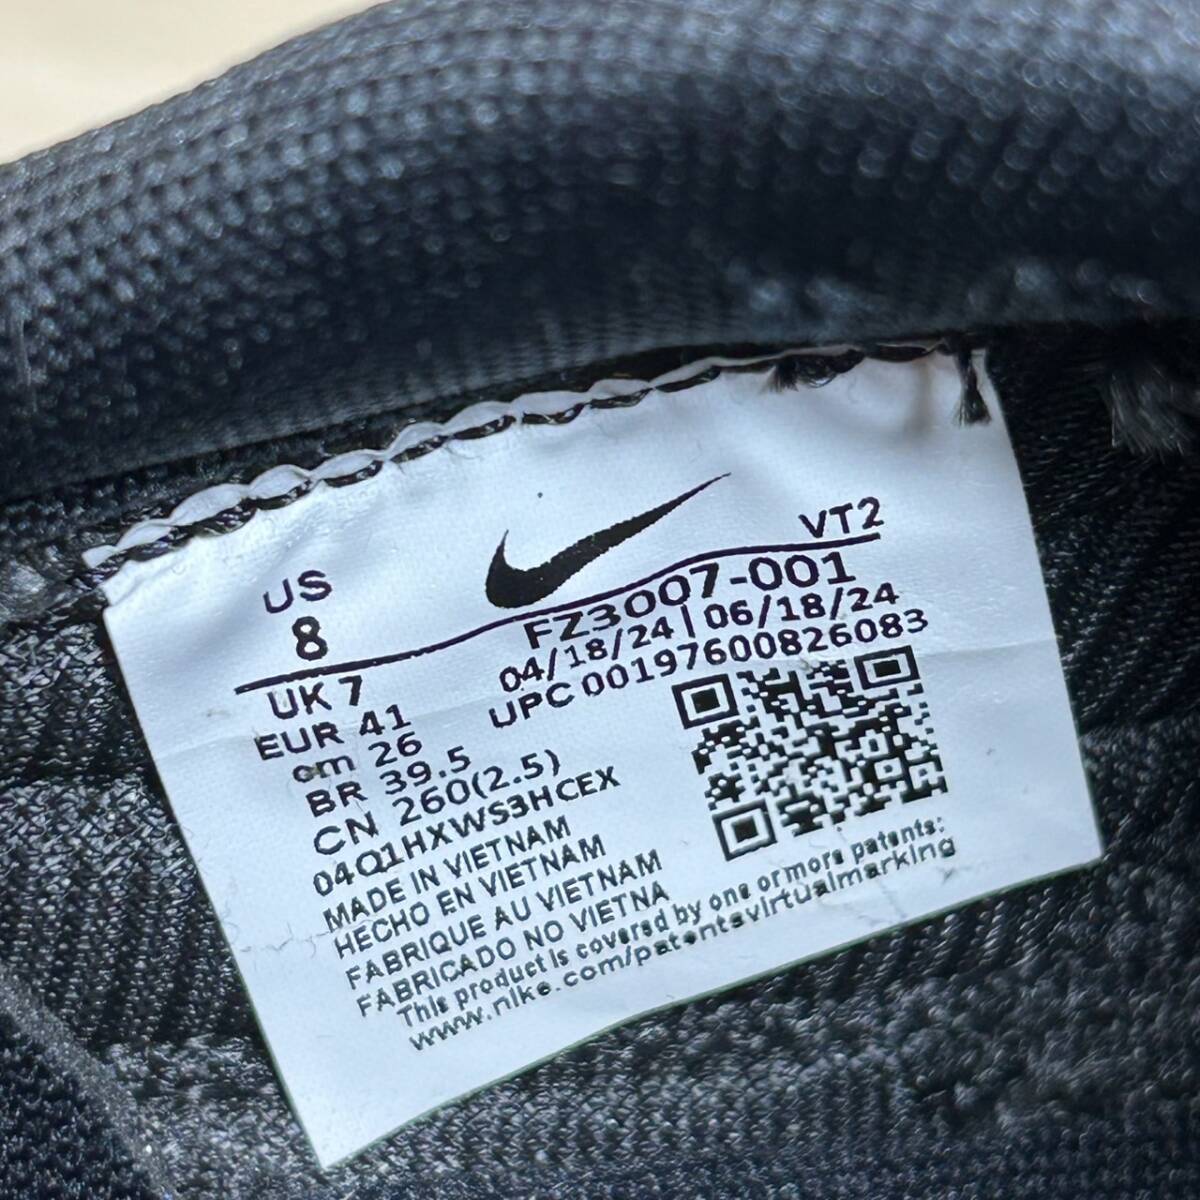 VT2
US
8
FZ3007-001
04/18/24 | 06/18/24
UPC 00197600826083
UK 7
EUR 41
cm 26
BR 39.5
CN 260(2.5)
04Q1HXWS3HCEX
MADE IN VIETNAM
HECHO EN VIETNAM
FABRIQUE AU VIETNAM
FABRICADO NO VIETNA
This product is covered by one or more patents:
www.nike.com/patentsvirtualmarking